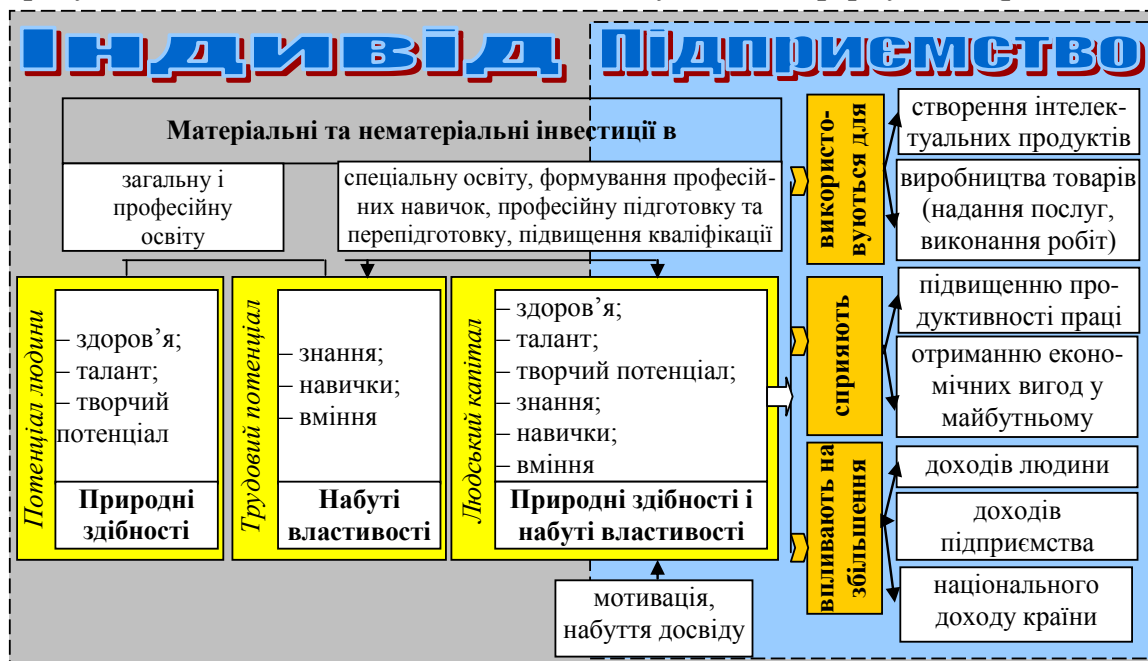 Індивід
Підприємство
Матеріальні та нематеріальні інвестиції в
загальну і
професійну
освіту
спеціальну освіту, формування професій-
них навичок, професійну підготовку та
перепідготовку, підвищення кваліфікації
Потенціал людини
– здоров’я;
– талант;
– творчий
потенціал
Природні
здібності
Трудовий потенціал
– знання;
– навички;
– вміння
Набуті
властивості
Людський капітал
– здоров’я;
– талант;
– творчий потенціал;
– знання;
– навички;
– вміння
Природні здібності і
набуті властивості
мотивація,
набуття досвіду
використо-
вуються для
створення інтелек-
туальних продуктів
виробництва товарів
(надання послуг,
виконання робіт)
сприяють
підвищенню про-
дуктивності праці
отриманню еконо-
мічних вигод у
майбутньому
впливають на
збільшення
доходів людини
доходів
підприємства
національного
доходу країни